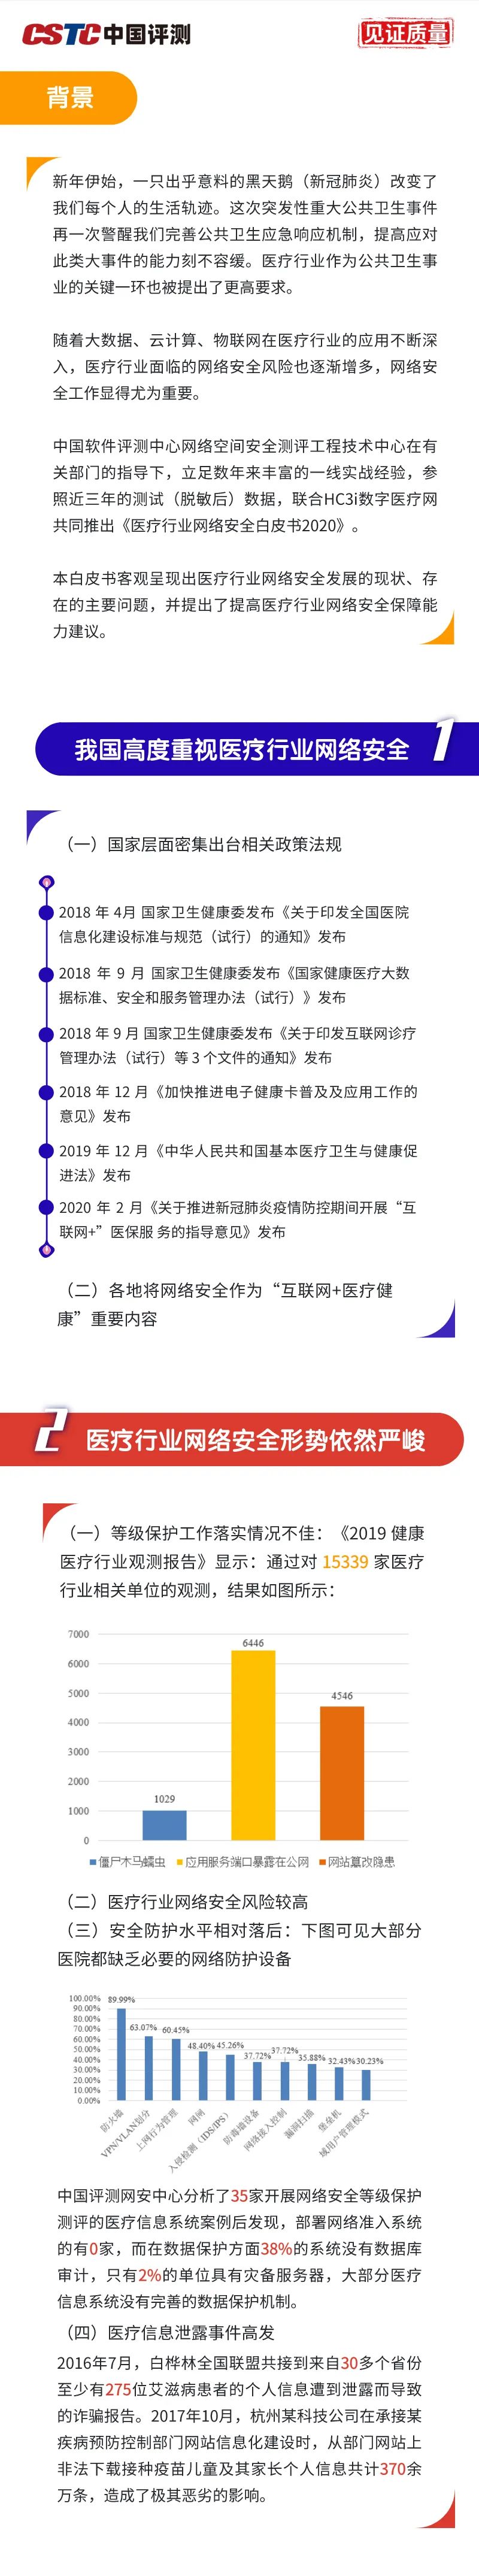 CSTC中国评测
见证质量
背景
新年伊始，一只出乎意料的黑天鹅（新冠肺炎）改变了
我们每个人的生活轨迹。这次突发性重大公共卫生事件
再一次警醒我们完善公共卫生应急响应机制，提高应对
此类大事件的能力刻不容缓。医疗行业作为公共卫生事
业的关键一环也被提出了更高要求。
随着大数据、云计算、物联网在医疗行业的应用不断深
入，医疗行业面临的网络安全风险也逐渐增多，网络安
全工作显得尤为重要。
中国软件评测中心网络空间安全测评工程技术中心在有
关部门的指导下，立足数年来丰富的一线实战经验，参
照近三年的测试（脱敏后）数据，联合HC3i数字医疗网
共同推出《医疗行业网络安全白皮书2020》。
本白皮书客观呈现出医疗行业网络安全发展的现状、存
在的主要问题，并提出了提高医疗行业网络安全保障能
力建议。
我国高度重视医疗行业网络安全 1
（一）国家层面密集出台相关政策法规
2018 年 4月 国家卫生健康委发布《关于印发全国医院
信息化建设标准与规范（试行）的通知》发布
2018 年 9 月 国家卫生健康委发布《国家健康医疗大数
据标准、安全和服务管理办法（试行）》发布
2018 年 9 月 国家卫生健康委发布《关于印发互联网诊疗
管理办法（试行）等 3 个文件的通知》发布
2018 年 12 月《加快推进电子健康卡普及及应用工作的
意见》发布
2019 年 12 月《中华人民共和国基本医疗卫生与健康促
进法》发布
2020 年 2 月《关于推进新冠肺炎疫情防控期间开展“互
联网+”医保服 务的指导意见》发布
（二）各地将网络安全作为“互联网+医疗健
康”重要内容
2 医疗行业网络安全形势依然严峻
（一）等级保护工作落实情况不佳：《2019 健康
医疗行业观测报告》显示：通过对 15339 家医疗
行业相关单位的观测，结果如图所示：
7000
6000
5000
4000
3000
2000
1000
0
1029
6446
4546
僵尸木马蠕虫 应用服务端口暴露在公网 网站篡改隐患
（二）医疗行业网络安全风险较高
（三）安全防护水平相对落后：下图可见大部分
医院都缺乏必要的网络防护设备
100.00%
90.00%
80.00%
70.00%
60.00%
50.00%
40.00%
30.00%
20.00%
10.00%
0.00%
89.99%
63.07%
60.45%
48.40%
45.26%
37.72%
37.72%
35.88%
32.43%
30.23%
防火墙
VPN/VLAN划分
上网行为管理
网闸
入侵检测（IDS/IPS）
防毒墙设备
网络接入控制
漏洞扫描
堡垒机
域用户管理模式
中国评测网安中心分析了35家开展网络安全等级保护
测评的医疗信息系统案例后发现，部署网络准入系统
的有0家，而在数据保护方面38%的系统没有数据库
审计，只有2%的单位具有灾备服务器，大部分医疗
信息系统没有完善的数据保护机制。
（四）医疗信息泄露事件高发
2016年7月，白桦林全国联盟共接到来自30多个省份
至少有275位艾滋病患者的个人信息遭到泄露而导致
的诈骗报告。2017年10月，杭州某科技公司在承接某
疾病预防控制部门网站信息化建设时，从部门网站上
非法下载接种疫苗儿童及其家长个人信息共计370余
万条，造成了极其恶劣的影响。